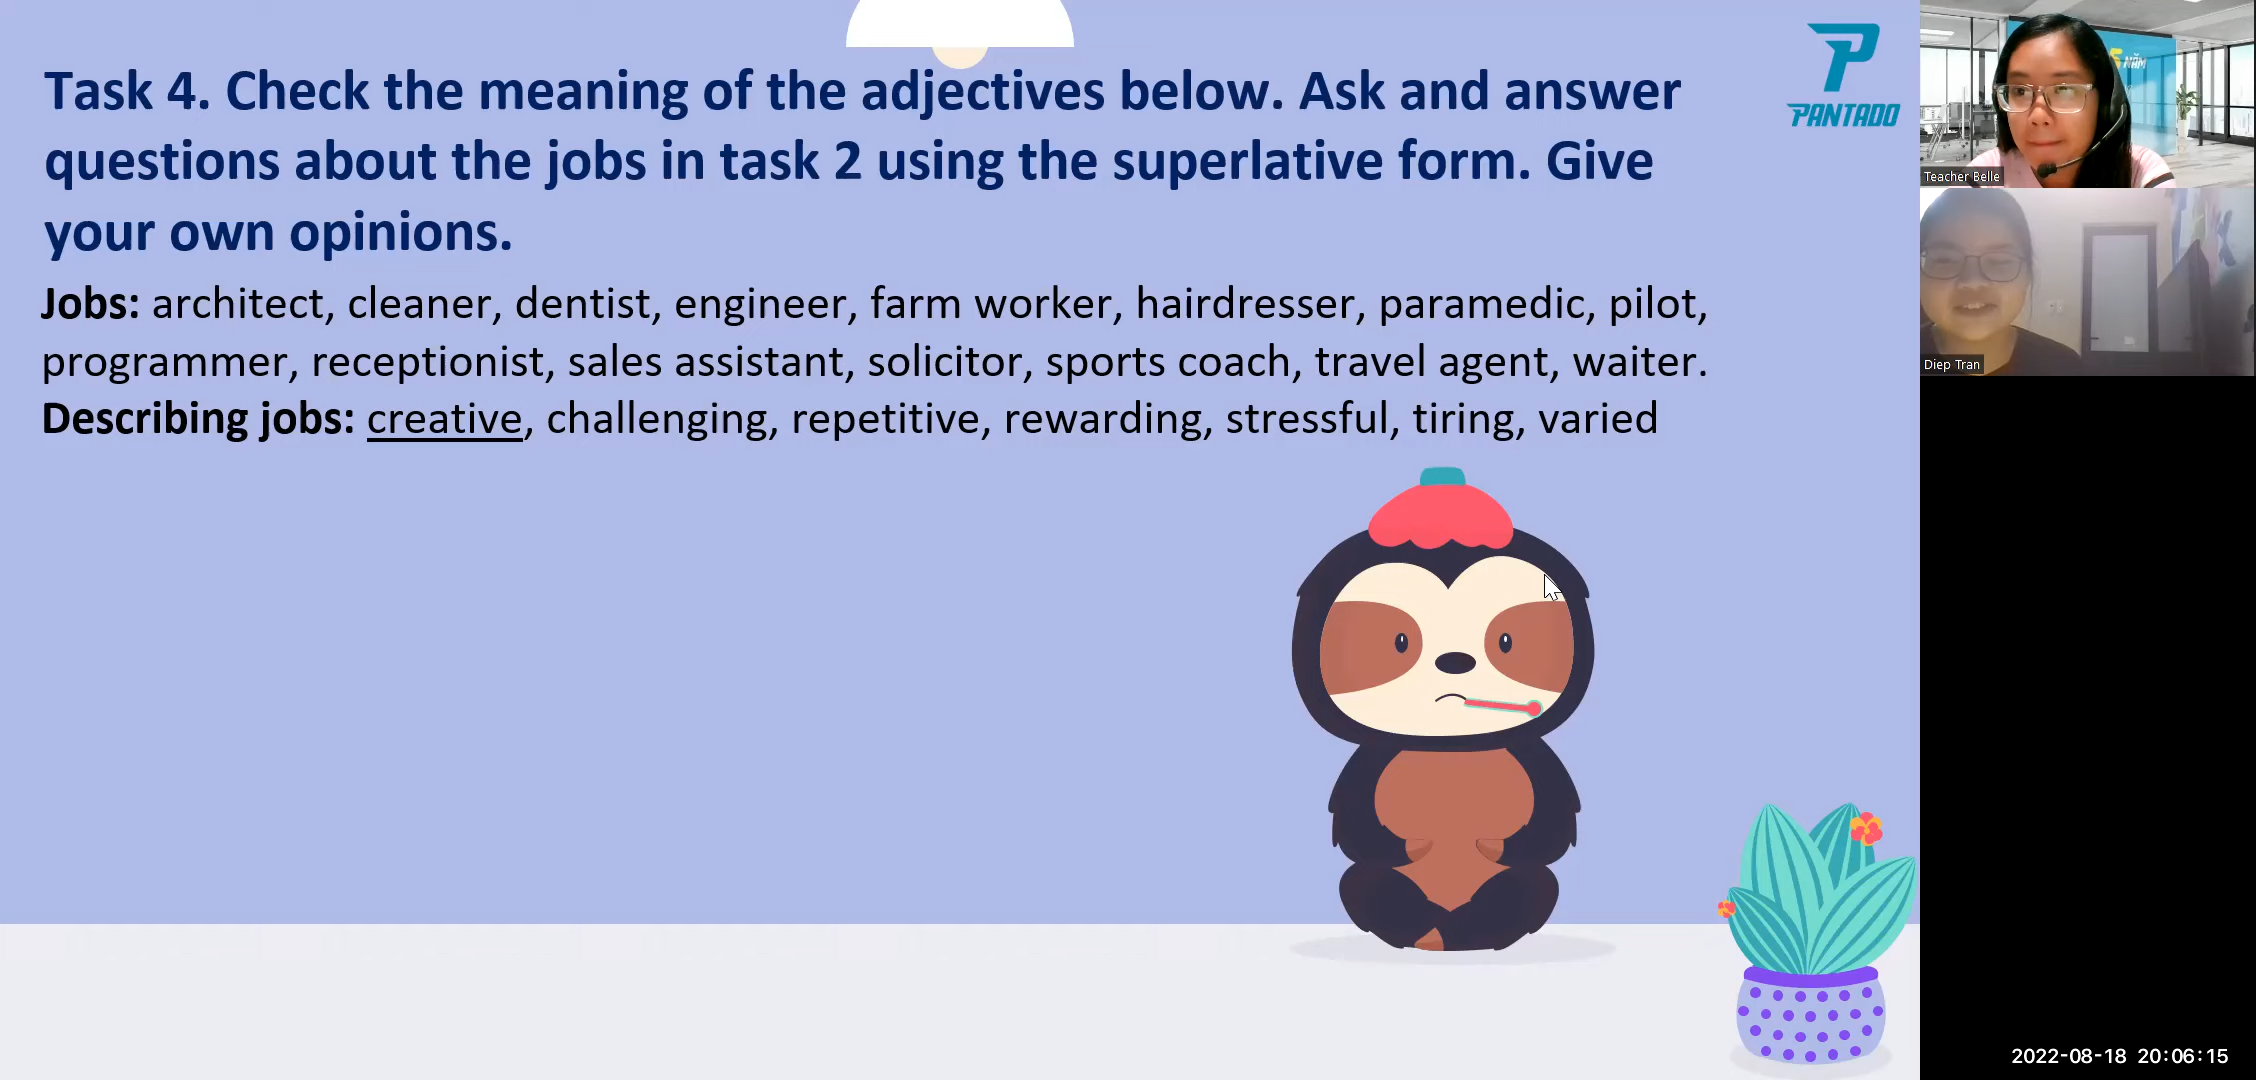 Task 4. Check the meaning of the adjectives below. Ask and answer
questions about the jobs in task 2 using the superlative form. Give
your own opinions.
Jobs: architect, cleaner, dentist, engineer, farm worker, hairdresser, paramedic, pilot,
programmer, receptionist, sales assistant, solicitor, sports coach, travel agent, waiter.
Describing jobs: creative, challenging, repetitive, rewarding, stressful, tiring, varied
PANTADO
5 NĂM
Teacher Belle
Diep Tran
2022-08-18 20:06:15